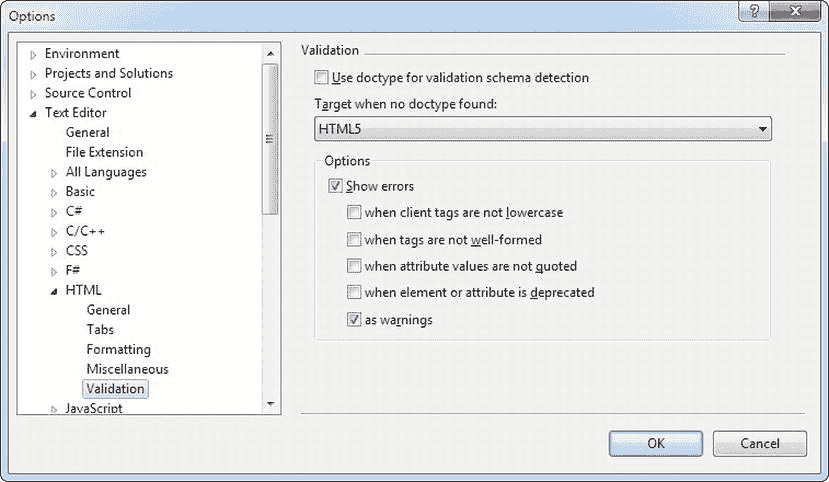 Options
Environment
Projects and Solutions
Source Control
Text Editor
General
File Extension
All Languages
Basic
C#
C/C++
CSS
F#
HTML
General
Tabs
Formatting
Miscellaneous
Validation
JavaScript
Validation
Use doctype for validation schema detection
Target when no doctype found:
HTML5
Options
Show errors
when client tags are not lowercase
when tags are not well-formed
when attribute values are not quoted
when element or attribute is deprecated
as warnings
OK
Cancel